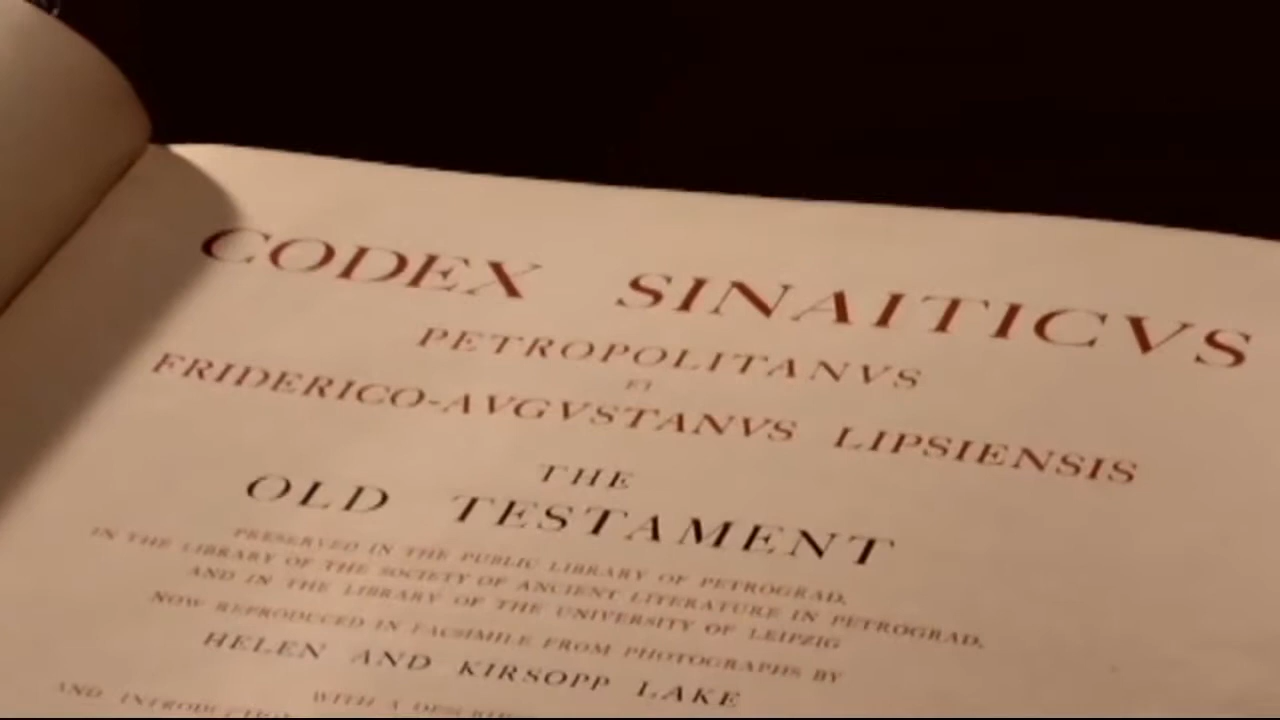 CODEX SINAITICVS
PETROPOLITANVS
ET
FRIDERICO-AVGVSTANVS LIPSIENSIS
THE
OLD TESTAMENT
PRESERVED IN THE PUBLIC LIBRARY OF PETROGRAD,
IN THE LIBRARY OF THE SOCIETY OF ANCIENT LITERATURE IN PETROGRAD,
AND IN THE LIBRARY OF THE UNIVERSITY OF LEIPZIG
NOW REPRODUCED IN FACSIMILE FROM PHOTOGRAPHS BY
HELEN AND KIRSOPP LAKE
WITH A
AND